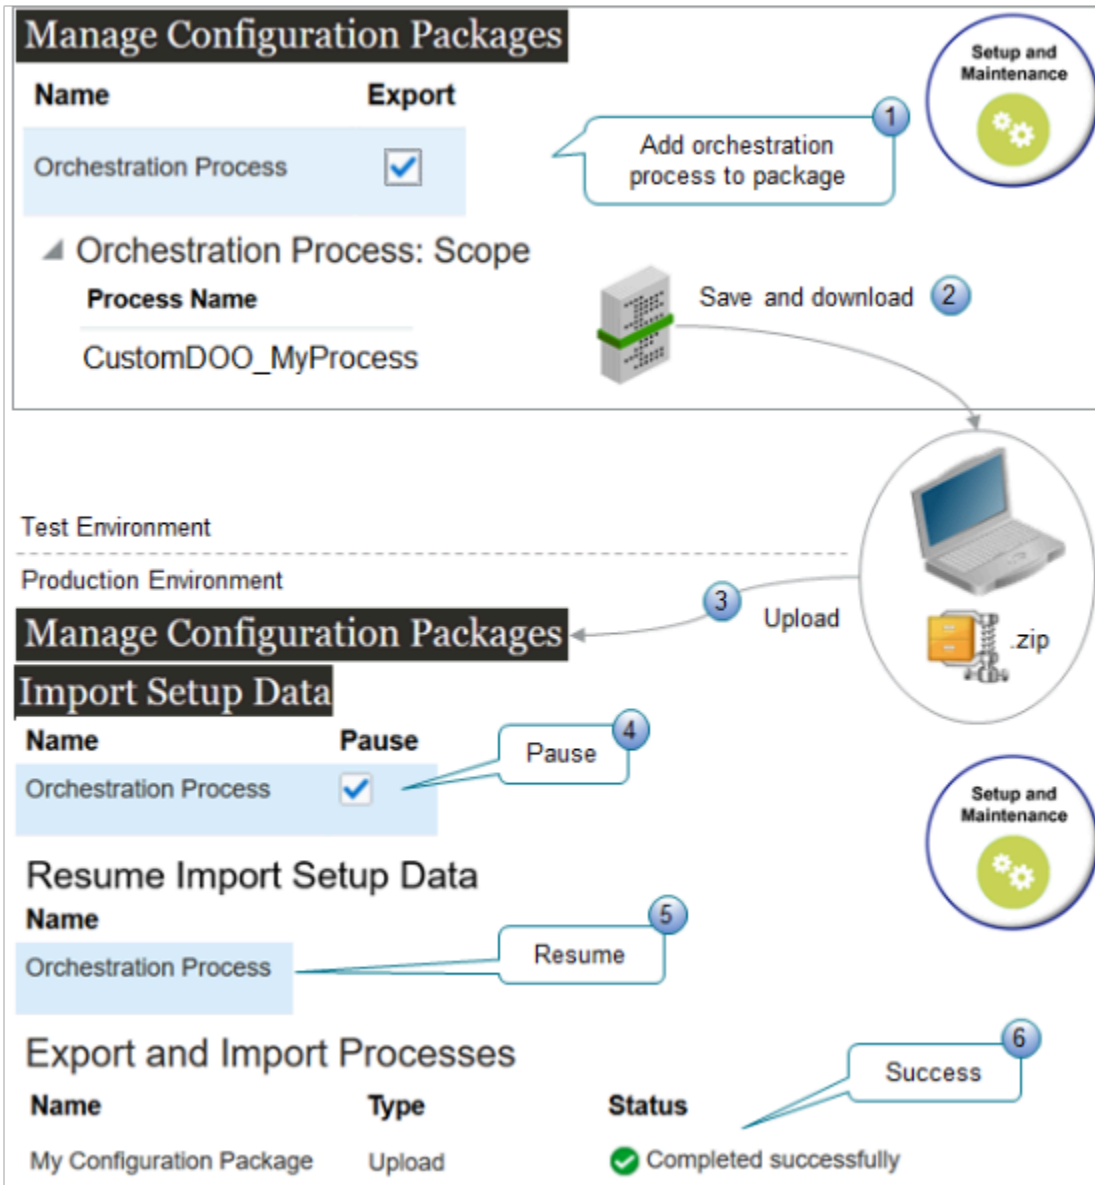 Manage Configuration Packages
Setup and
Maintenance
Name Export
1
Orchestration Process
Add orchestration
process to package
Orchestration Process: Scope
Process Name
Save and download 2
CustomDOO_MyProcess
Test Environment
Production Environment
3
Upload
.zip
Manage Configuration Packages
Import Setup Data
Name Pause
4
Pause
Orchestration Process
Setup and
Maintenance
Resume Import Setup Data
Name
5
Resume
Orchestration Process
Export and Import Processes
6
Success
Name Type Status
My Configuration Package Upload Completed successfully